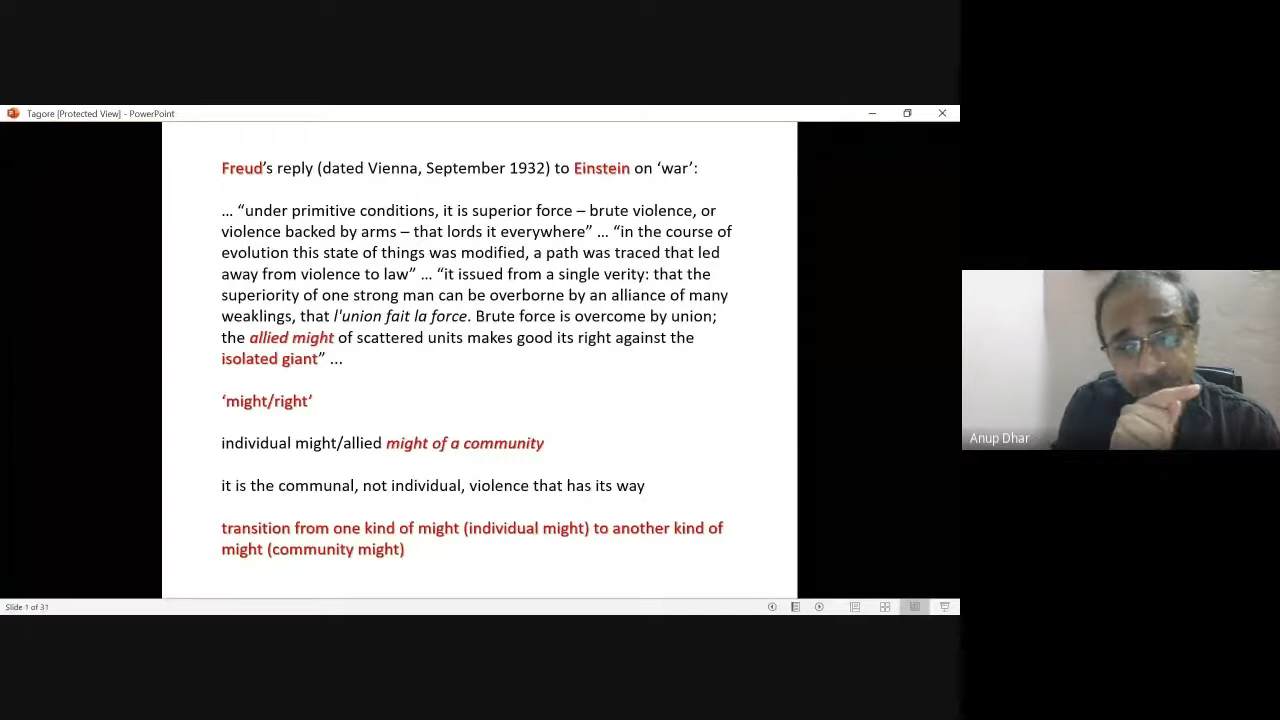 Tagore [Protected View] - PowerPoint
Freud's reply (dated Vienna, September 1932) to Einstein on ‘war’:
… “under primitive conditions, it is superior force – brute violence, or
violence backed by arms – that lords it everywhere” … “in the course of
evolution this state of things was modified, a path was traced that led
away from violence to law” … “it issued from a single verity: that the
superiority of one strong man can be overborne by an alliance of many
weaklings, that l'union fait la force. Brute force is overcome by union;
the allied might of scattered units makes good its right against the
isolated giant” ...
‘might/right’
individual might/allied might of a community
it is the communal, not individual, violence that has its way
transition from one kind of might (individual might) to another kind of
might (community might)
Anup Dhar
Slide 1 of 31